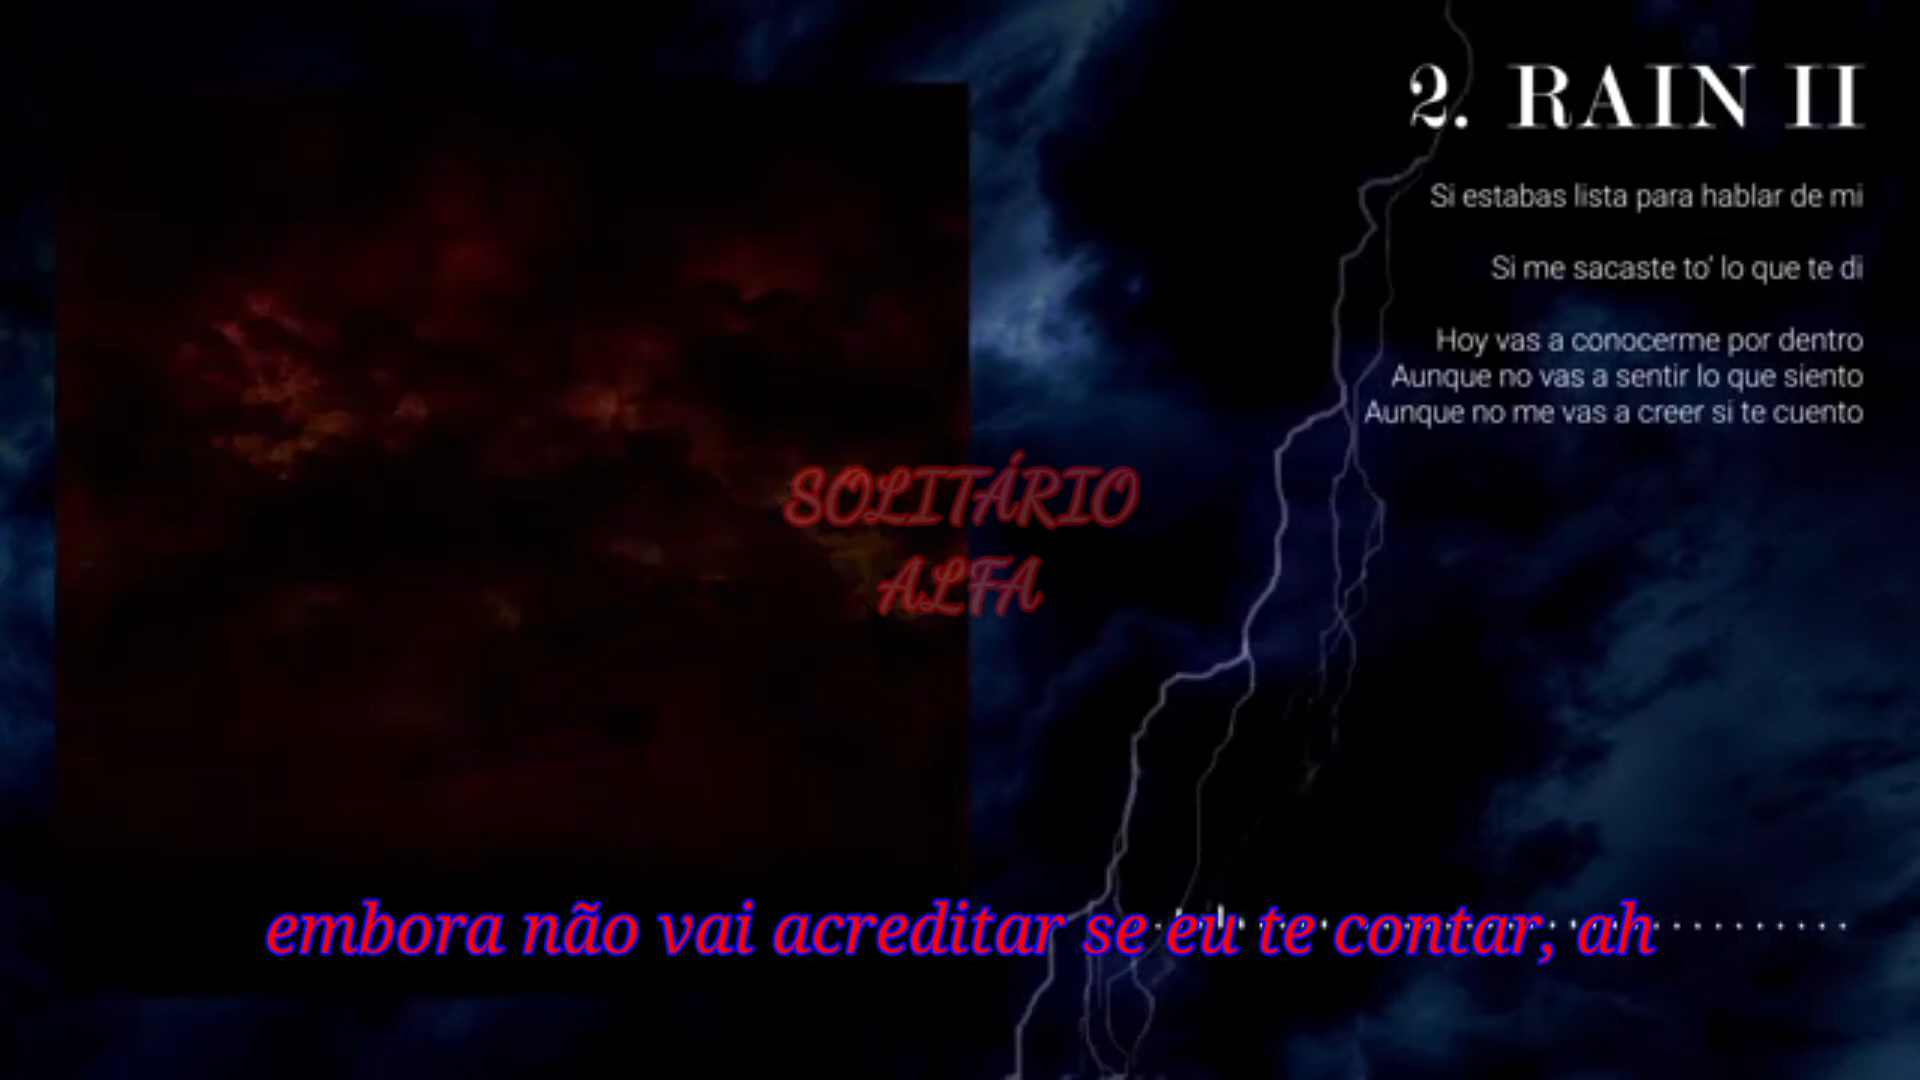 2. RAIN II
Si estabas lista para hablar de mi
Si me sacaste to' lo que te di
Hoy vas a conocerme por dentro
Aunque no vas a sentir lo que siento
Aunque no me vas a creer si te cuento
SOLITÁRIO
ALFA
embora não vai acreditar se eu te contar, ah